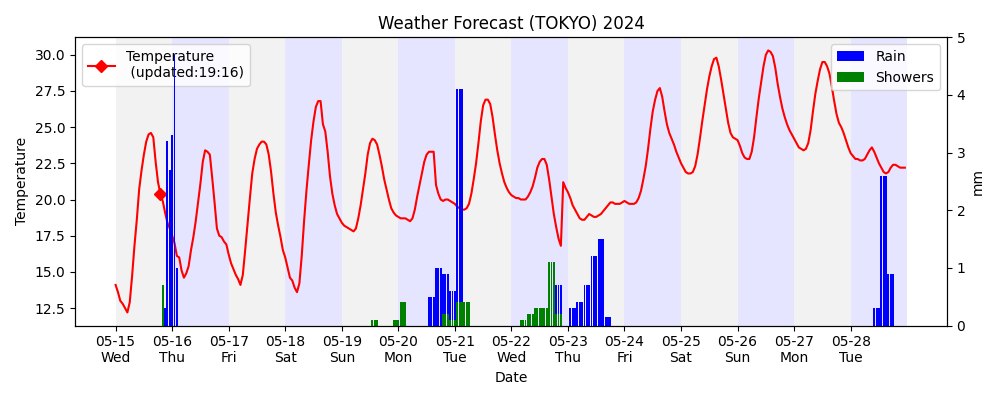 Weather Forecast (TOKYO) 2024
Temperature
(updated:19:16)
Rain
Showers
Temperature
30.0
27.5
25.0
22.5
20.0
17.5
15.0
12.5
5
4
3
2
1
0
mm
05-15 05-16 05-17 05-18 05-19 05-20 05-21 05-22 05-23 05-24 05-25 05-26 05-27 05-28
Wed Thu Fri Sat Sun Mon Tue Wed Thu Fri Sat Sun Mon Tue
Date